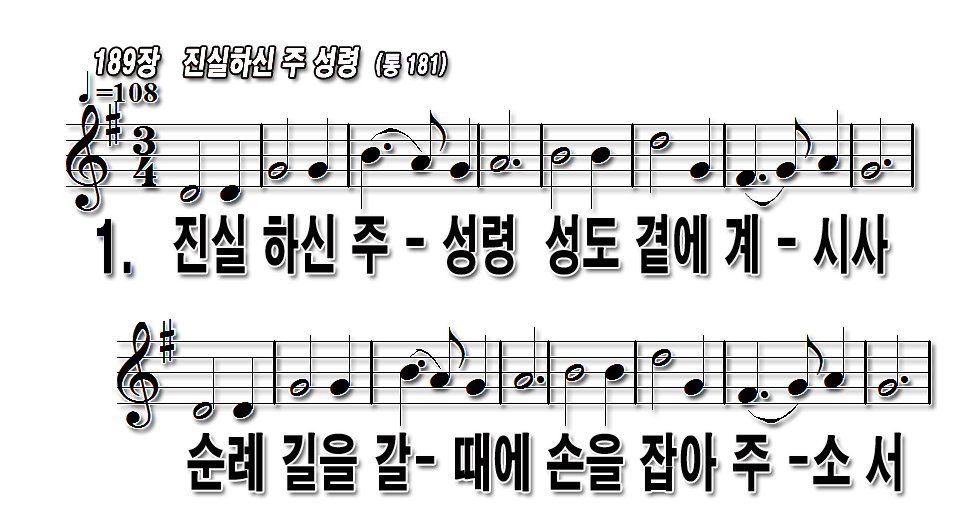 189장 진실하신 주 성령 (통 181)
♩=108
3
4
1. 진실 하신 주 - 성령 성도 곁에 계 - 시사
순례 길을 갈- 때에 손을 잡아 주 -소 서